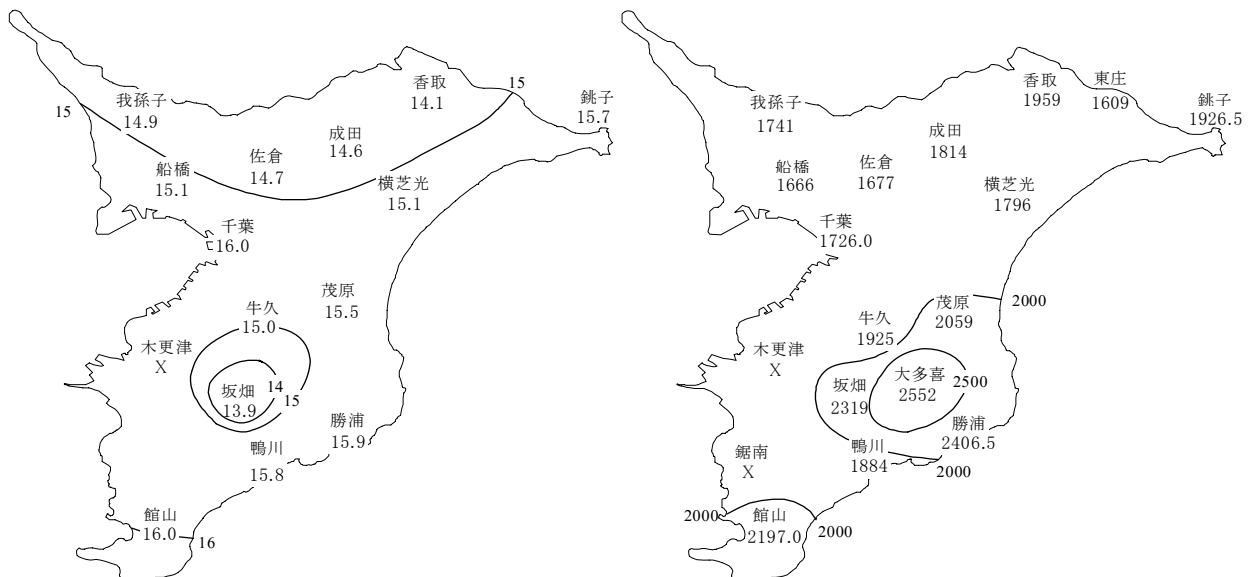 香取
14.1
15
銚子
15.7
我孫子
14.9
15
成田
14.6
佐倉
14.7
船橋
15.1
横芝光
15.1
千葉
16.0
茂原
15.5
牛久
15.0
木更津
X
坂畑
13.9
14
15
勝浦
15.9
鴨川
15.8
館山
16.0
16
香取
1959
東庄
1609
銚子
1926.5
我孫子
1741
成田
1814
船橋
1666
佐倉
1677
横芝光
1796
千葉
1726.0
茂原
2059
2000
牛久
1925
木更津
X
坂畑
2319
大多喜
2552
2500
勝浦
2406.5
鴨川
1884
2000
鋸南
X
2000
館山
2197.0
2000